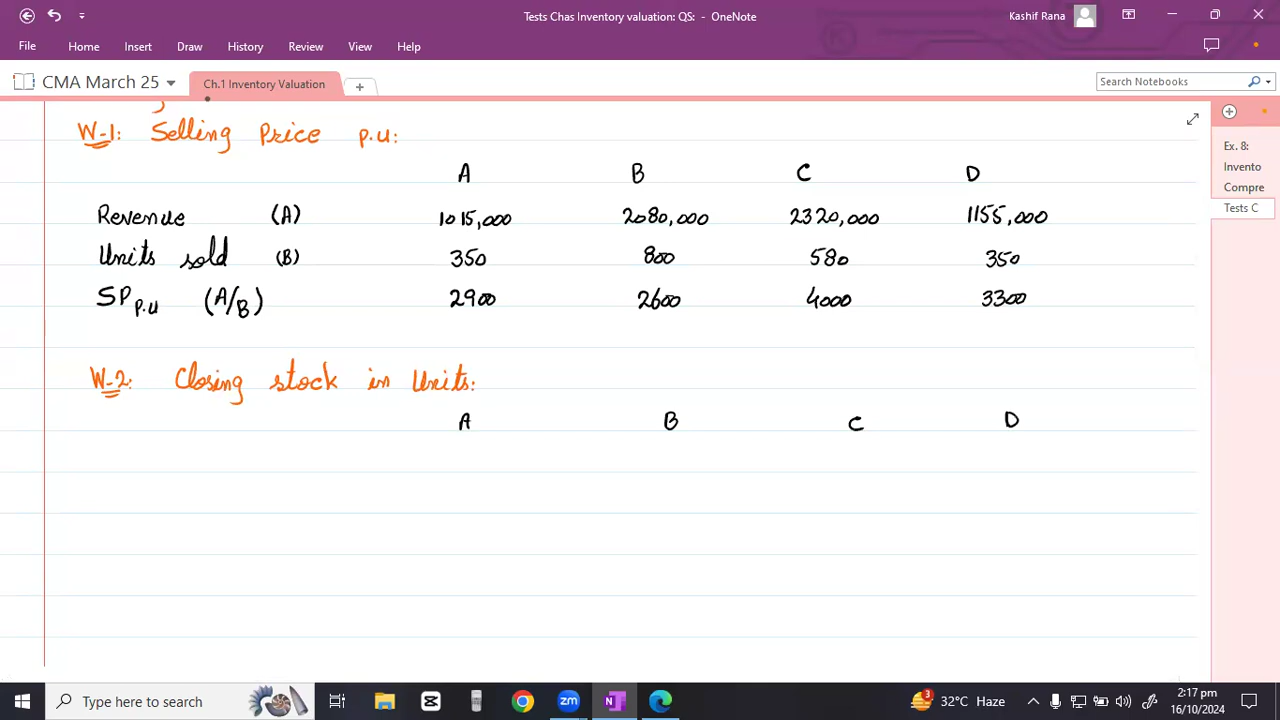 Tests Chas Inventory valuation: QS: - OneNote
Kashif Rana
File Home Insert Draw History Review View Help
CMA March 25
Ch.1 Inventory Valuation
Search Notebooks
W-1: Selling Price p.u:
A B C D
Revenue (A) 1015,000 2080,000 2320,000 1155,000
Units sold (B) 350 800 580 350
SP p.u (A/B) 2900 2600 4000 3300
W-2: Closing stock in Units:
A B C D
Ex. 8:
Invento
Compre
Tests C
Type here to search
3
32°C Haze
2:17 pm
16/10/2024